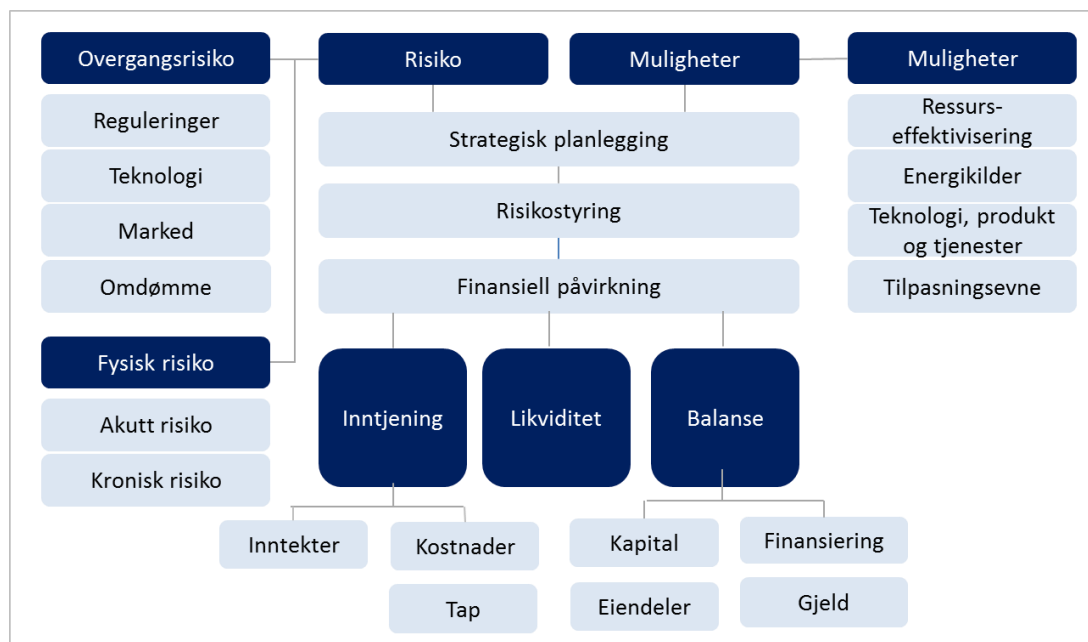 Overgangsrisiko
Risiko
Muligheter
Muligheter
Reguleringer
Teknologi
Marked
Omdømme
Fysisk risiko
Akutt risiko
Kronisk risiko
Strategisk planlegging
Risikostyring
Finansiell påvirkning
Ressurs-
effektivisering
Energikilder
Teknologi, produkt
og tjenester
Tilpasningsevne
Inntjening
Likviditet
Balanse
Inntekter
Kostnader
Tap
Kapital
Eiendeler
Finansiering
Gjeld